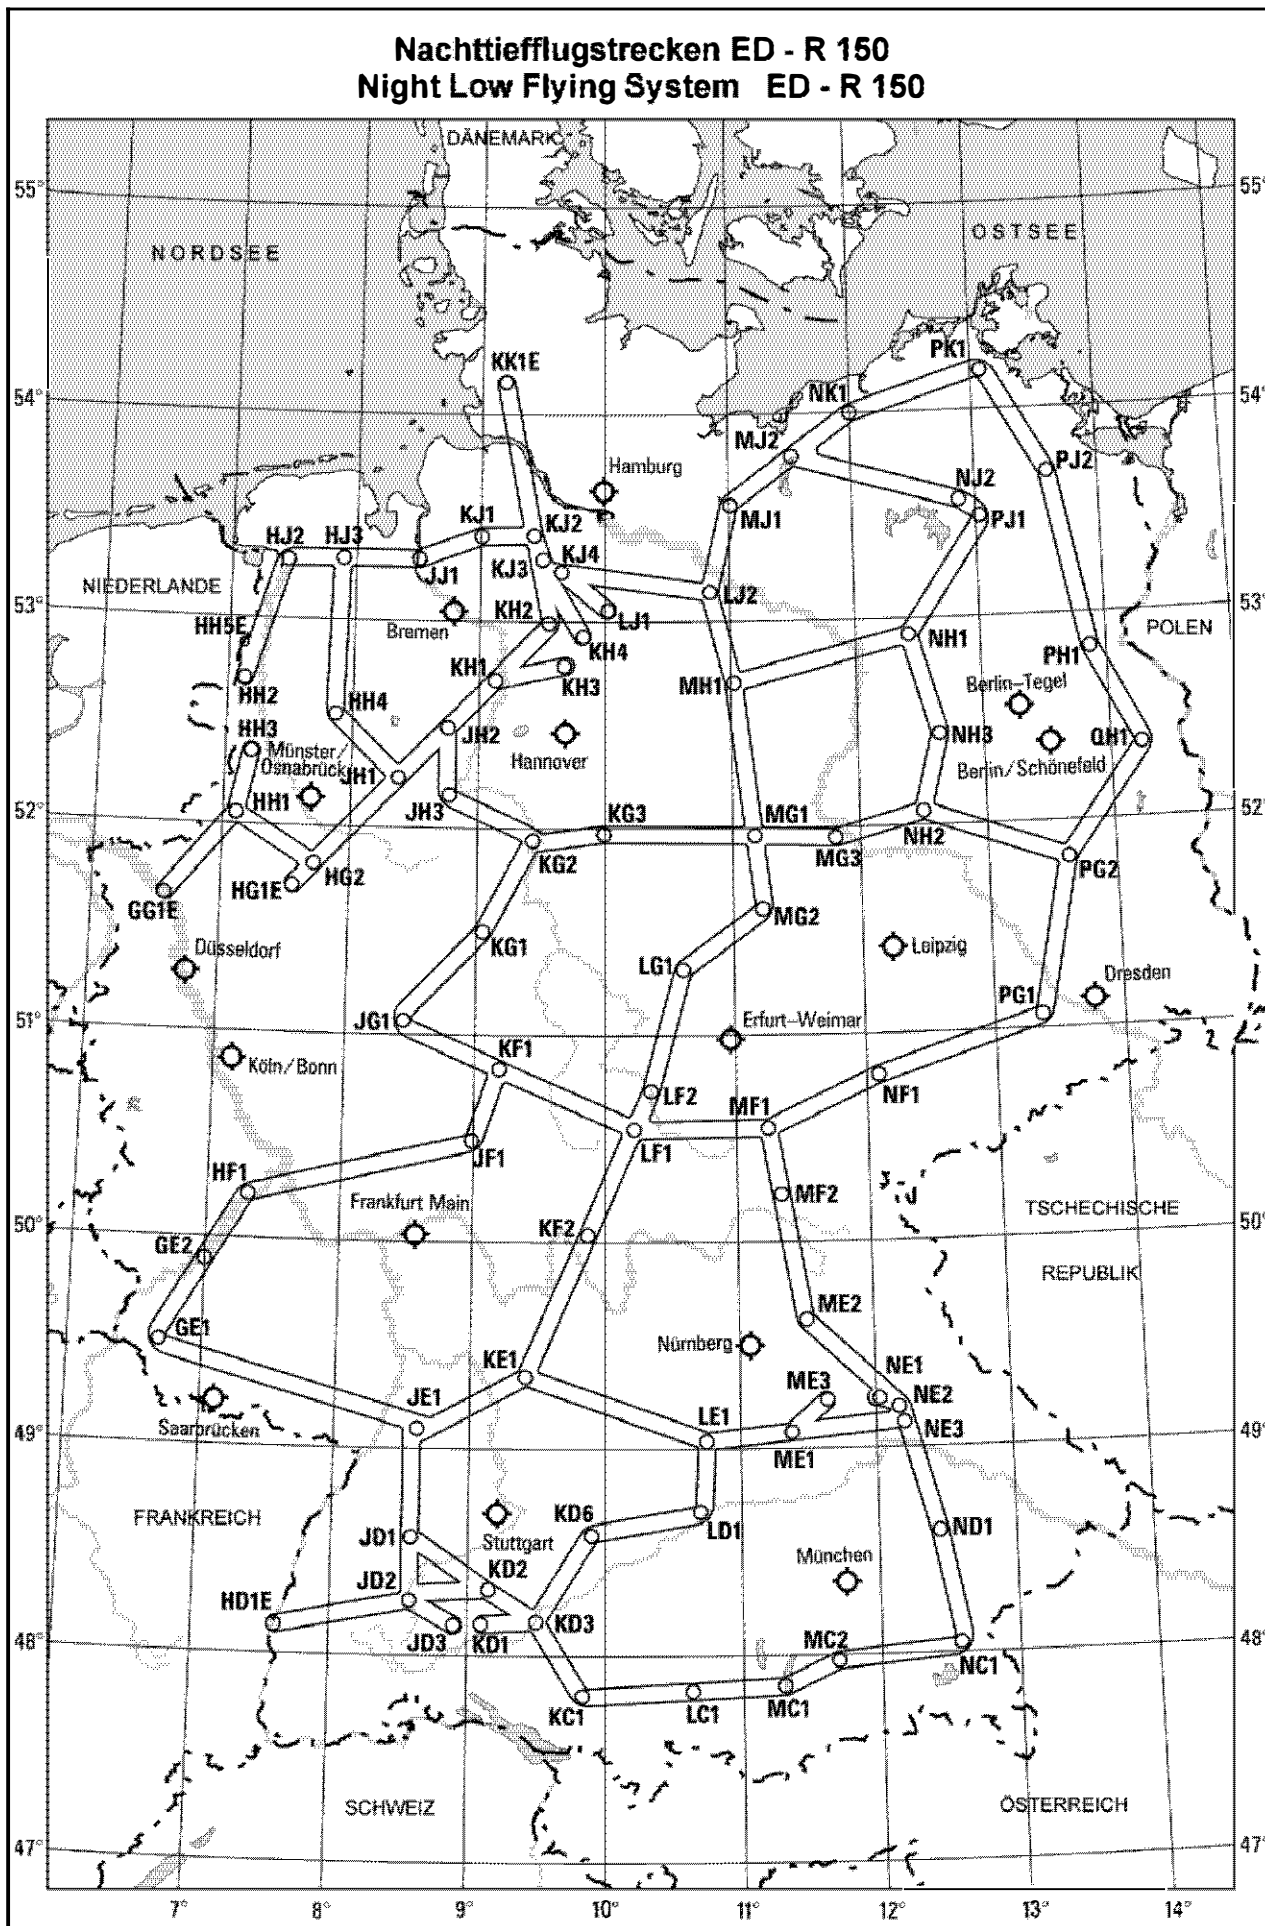 Nachttiefflugstrecken ED - R 150
Night Low Flying System ED - R 150
DÄNEMARK
55° 55°
NORDSEE
OSTSEE
PK1
KK1E
NK1
54° 54°
MJ2
PJ2
Hamburg
NJ2
MJ1
PJ1
KJ1
KJ2
HJ2
HJ3
KJ4
JJ1
KJ3
NIEDERLANDE
LJ2
53° 53°
KH2
LJ1
HH5E
Bremen
NH1
POLEN
KH4
PH1
KH1
KH3
MH1
Berlin–Tegel
HH2
HH4
HH3
JH2
NH3
QH1
Münster/
Osnabrück
Hannover
Berlin/Schönefeld
JH1
HH1
JH3
52° 52°
KG3
MG1
NH2
KG2
MG3
PG2
HG2
HG1E
GG1E
MG2
KG1
Düsseldorf
Leipzig
LG1
Dresden
PG1
51° 51°
JG1
Erfurt–Weimar
KF1
Köln/Bonn
LF2
MF1
NF1
JF1
LF1
HF1
MF2
Frankfurt Main
TSCHECHISCHE
50° 50°
KF2
GE2
REPUBLIK
ME2
GE1
Nürnberg
NE1
KE1
ME3
NE2
JE1
LE1
NE3
Saarbrücken
49° 49°
ME1
FRANKREICH
KD6
JD1
Stuttgart
LD1
ND1
München
KD2
JD2
HD1E
KD3
JD3
KD1
48° 48°
MC2
NC1
KC1
LC1
MC1
SCHWEIZ
ÖSTERREICH
47° 47°
7° 8° 9° 10° 11° 12° 13° 14°